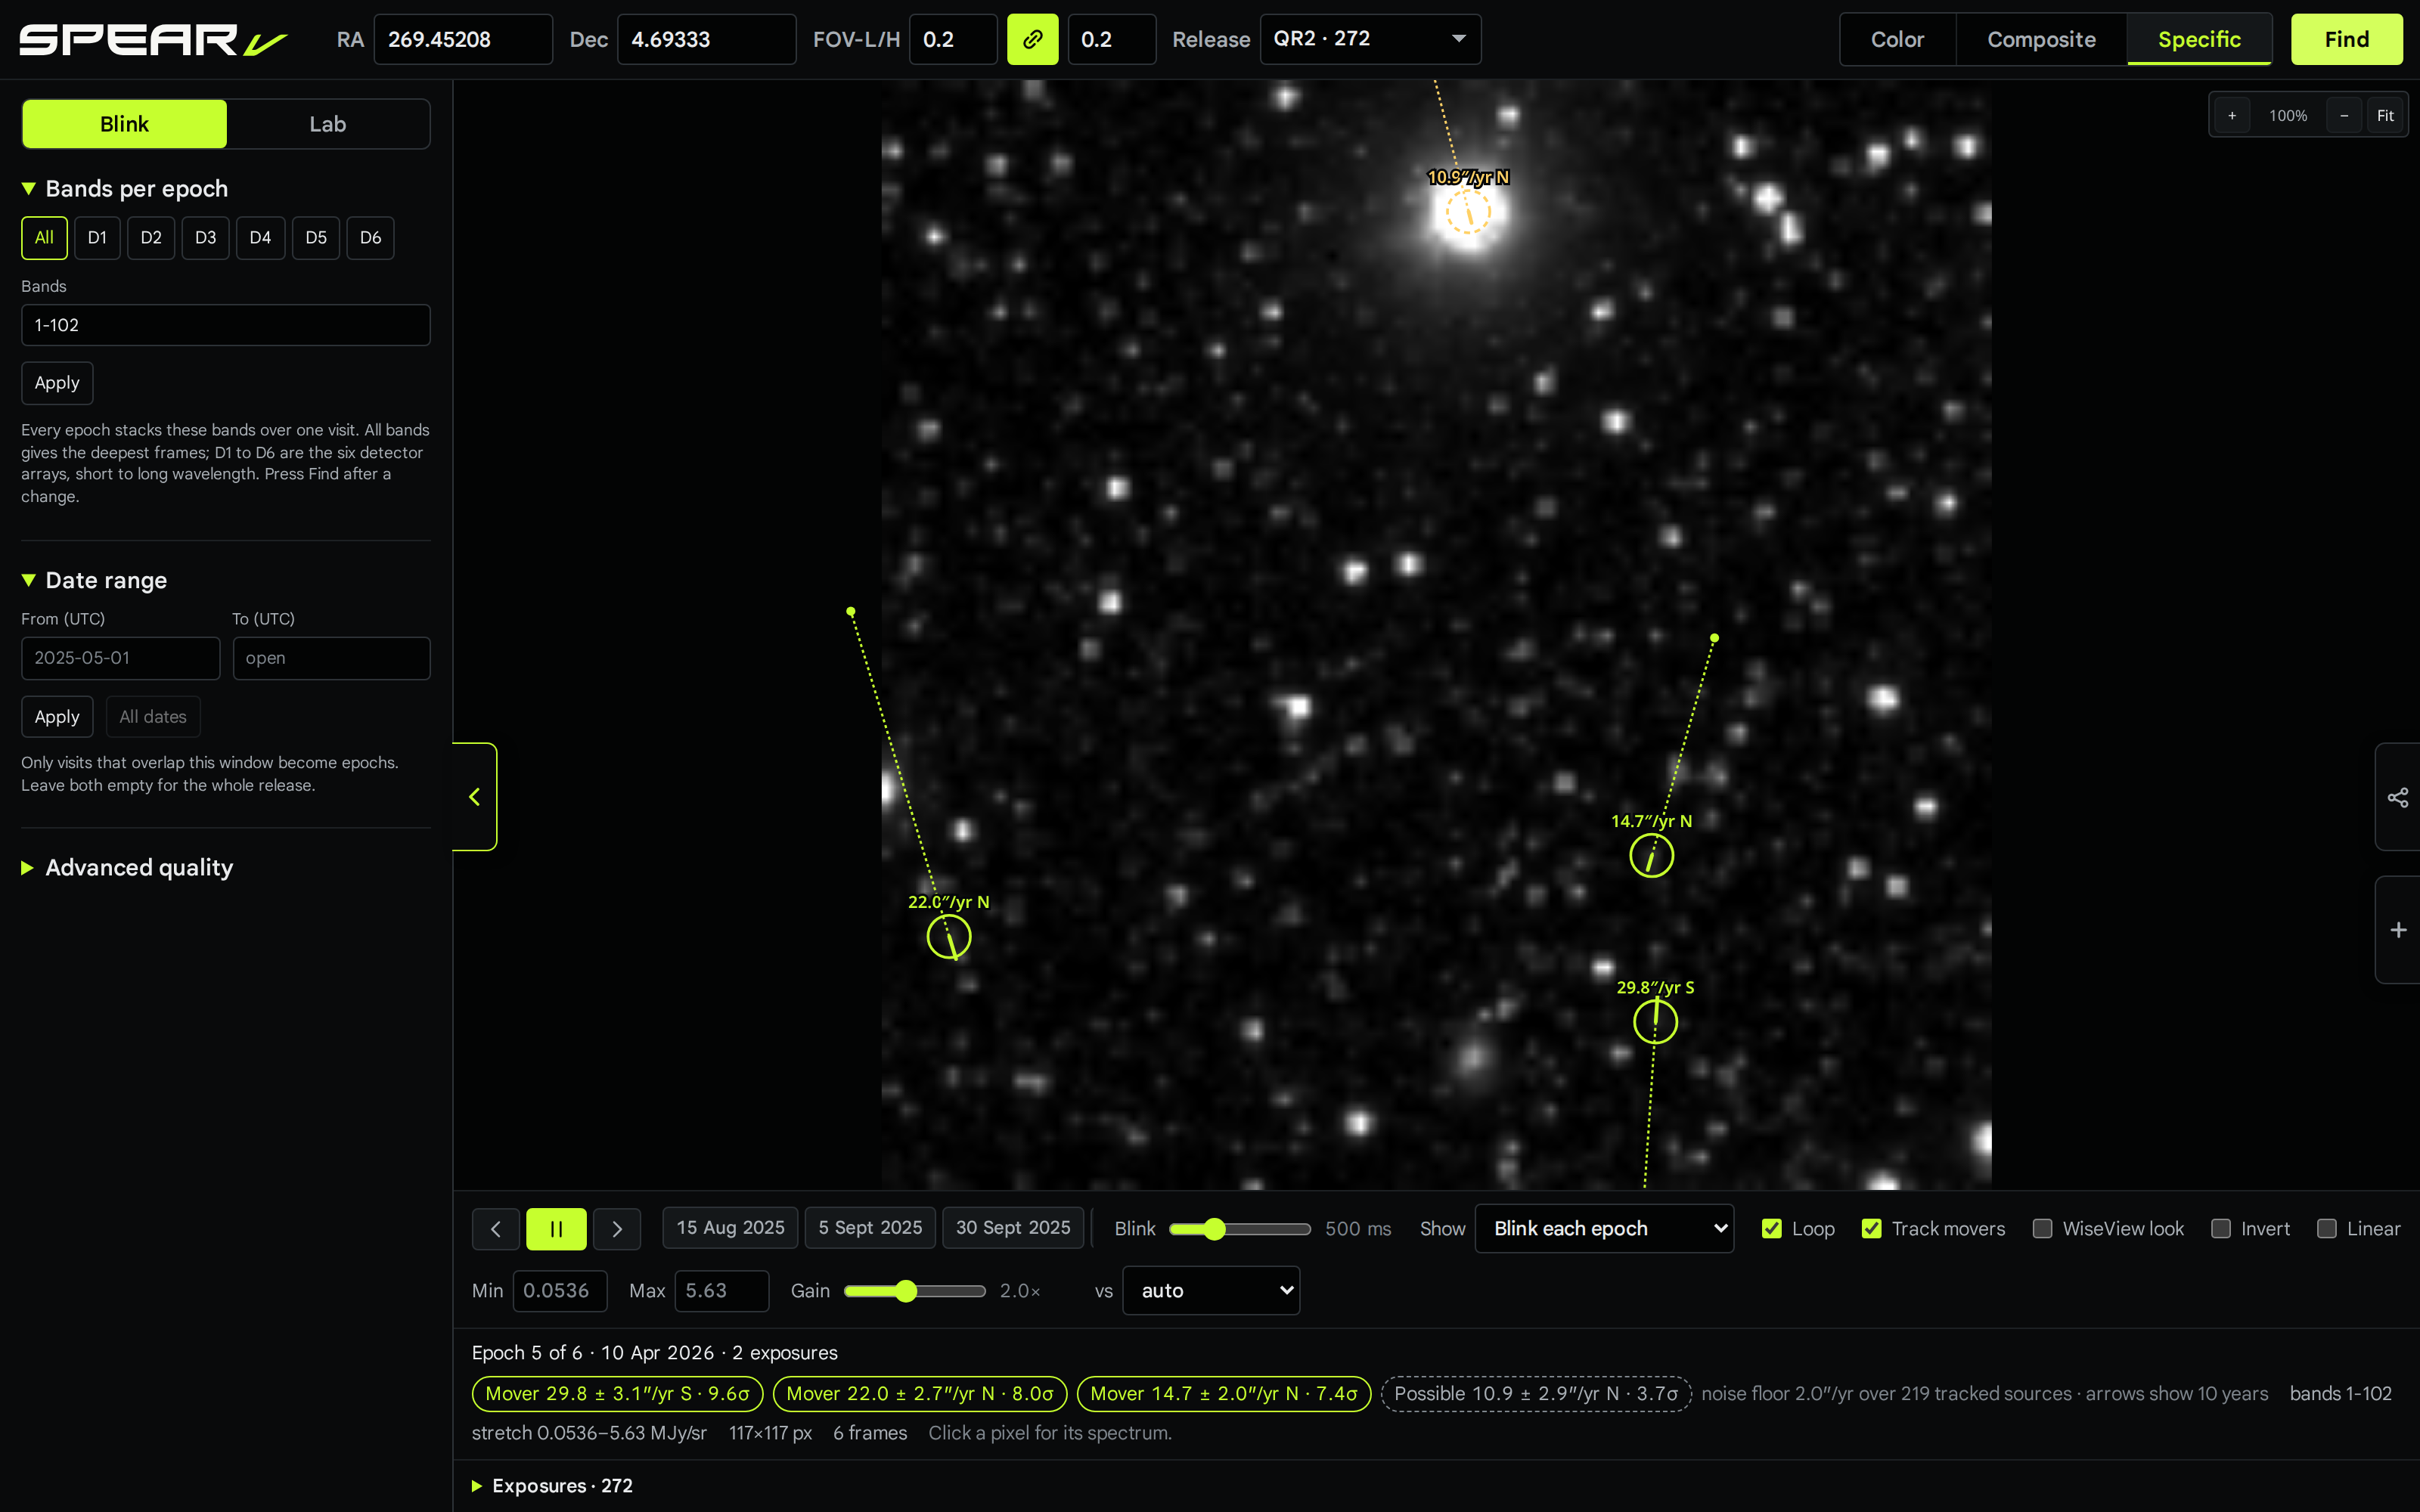 SPEAR
RA 269.45208 Dec 4.69333 FOV-L/H 0.2 0.2 Release QR2 · 272 Color Composite Specific Find
Blink Lab
Bands per epoch
All D1 D2 D3 D4 D5 D6
Bands
1-102
Apply
Every epoch stacks these bands over one visit. All bands
gives the deepest frames; D1 to D6 are the six detector
arrays, short to long wavelength. Press Find after a
change.
Date range
From (UTC) To (UTC)
2025-05-01 open
Apply All dates
Only visits that overlap this window become epochs.
Leave both empty for the whole release.
Advanced quality
+ 100% − Fit
10.9″/yr N
14.7″/yr N
22.0″/yr N
29.8″/yr S
15 Aug 2025 5 Sept 2025 30 Sept 2025 Blink 500 ms Show Blink each epoch Loop Track movers WiseView look Invert Linear
Min 0.0536 Max 5.63 Gain 2.0× vs auto
Epoch 5 of 6 · 10 Apr 2026 · 2 exposures
Mover 29.8 ± 3.1″/yr S · 9.6σ Mover 22.0 ± 2.7″/yr N · 8.0σ Mover 14.7 ± 2.0″/yr N · 7.4σ Possible 10.9 ± 2.9″/yr N · 3.7σ noise floor 2.0″/yr over 219 tracked sources · arrows show 10 years bands 1-102
stretch 0.0536–5.63 MJy/sr 117×117 px 6 frames Click a pixel for its spectrum.
Exposures · 272